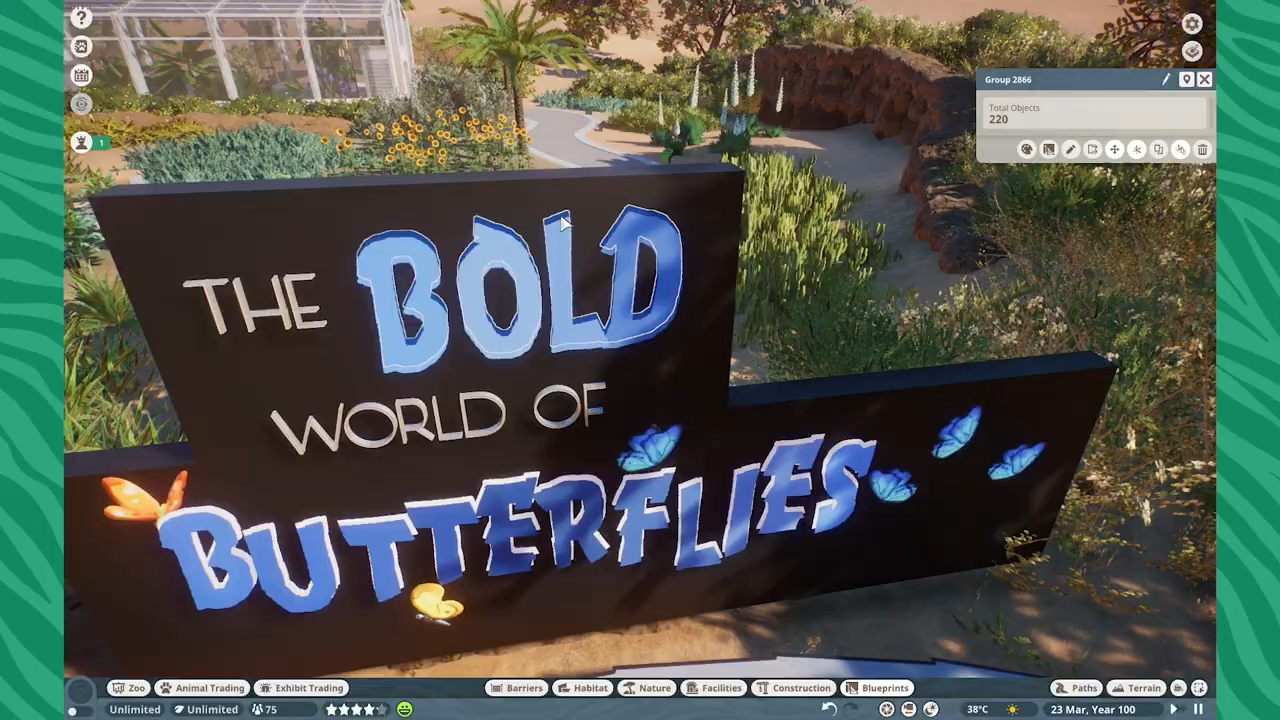 ?
Group 2866
Total Objects
220
1
THE BOLD
WORLD OF
BUTTERFLIES
Zoo
Animal Trading
Exhibit Trading
Barriers
Habitat
Nature
Facilities
Construction
Blueprints
Paths
Terrain
Unlimited
Unlimited
75
38°C
23 Mar, Year 100